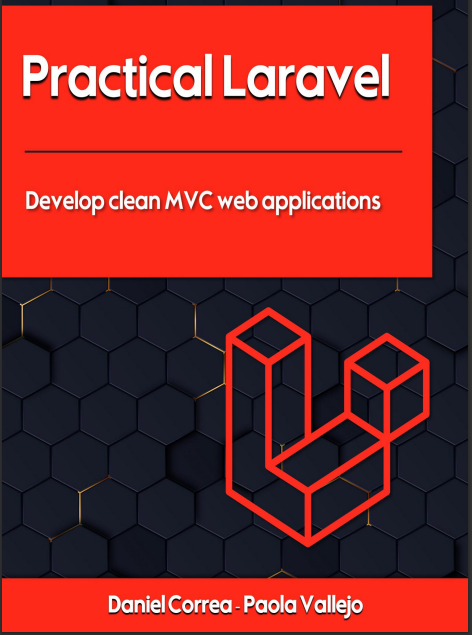 Practical Laravel
Develop clean MVC web applications
Daniel Correa - Paola Vallejo